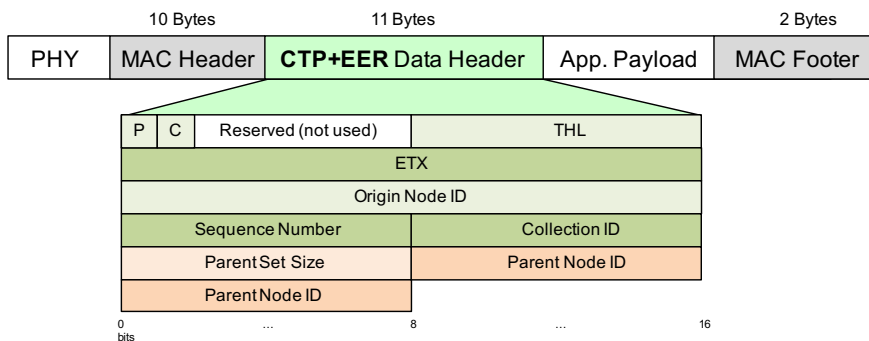 10 Bytes 11 Bytes 2 Bytes
PHY MAC Header CTP+EER Data Header App. Payload MAC Footer
P C Reserved (not used) THL
ETX
Origin Node ID
Sequence Number Collection ID
Parent Set Size Parent Node ID
Parent Node ID
0 ... 8 ... 16
bits